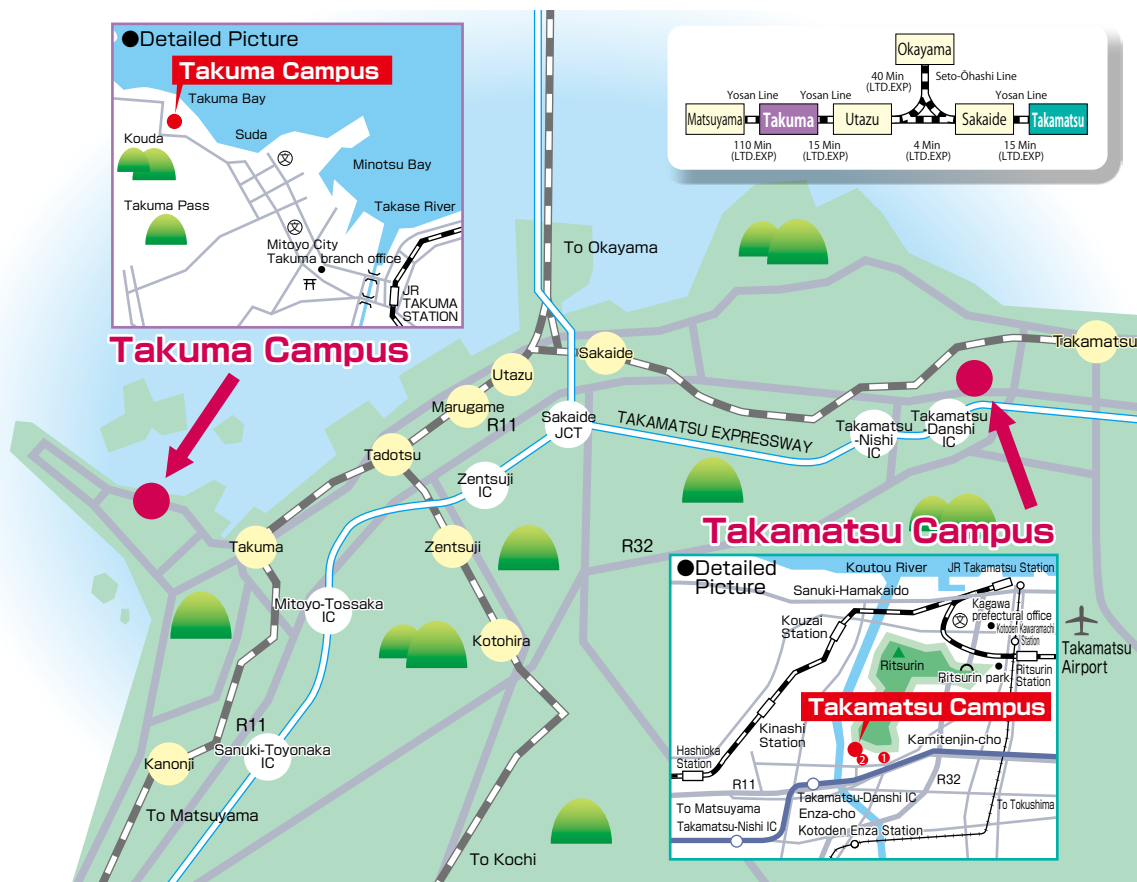 ●Detailed Picture
Takuma Campus
Takuma Bay
Kouda
Suda
文
Minotsu Bay
Takuma Pass
Takase River
文
Mitoyo City
Takuma branch office
JR
TAKUMA
STATION
Okayama
40 Min
(LTD.EXP)
Seto-Ōhashi Line
Yosan Line
Yosan Line
Yosan Line
Matsuyama
Takuma
Utazu
Sakaide
Takamatsu
110 Min
(LTD.EXP)
15 Min
(LTD.EXP)
4 Min
(LTD.EXP)
15 Min
(LTD.EXP)
To Okayama
Takuma Campus
Sakaide
Takamatsu
Utazu
Marugame
R11
Sakaide
JCT
TAKAMATSU EXPRESSWAY
Takamatsu
-Nishi
IC
Takamatsu
-Danshi
IC
Tadotsu
Zentsuji
IC
Takuma
Zentsuji
R32
Takamatsu Campus
Mitoyo-Tossaka
IC
Kotohira
R11
Sanuki-Toyonaka
IC
Kanonji
To Matsuyama
To Kochi
Takamatsu
Airport
●Detailed
Picture
Koutou River
JR Takamatsu Station
Sanuki-Hamakaido
Kouzai
Station
文
Kagawa
prefectural office
Kotoden Kawaramachi
Station
Ritsurin
Ritsurin park
Ritsurin
Station
Takamatsu Campus
Kinashi
Station
Kamitenjin-cho
Hashioka
Station
❷
❶
R11
R32
Takamatsu-Danshi IC
To Matsuyama
Enza-cho
To Tokushima
Takamatsu-Nishi IC
Kotoden Enza Station